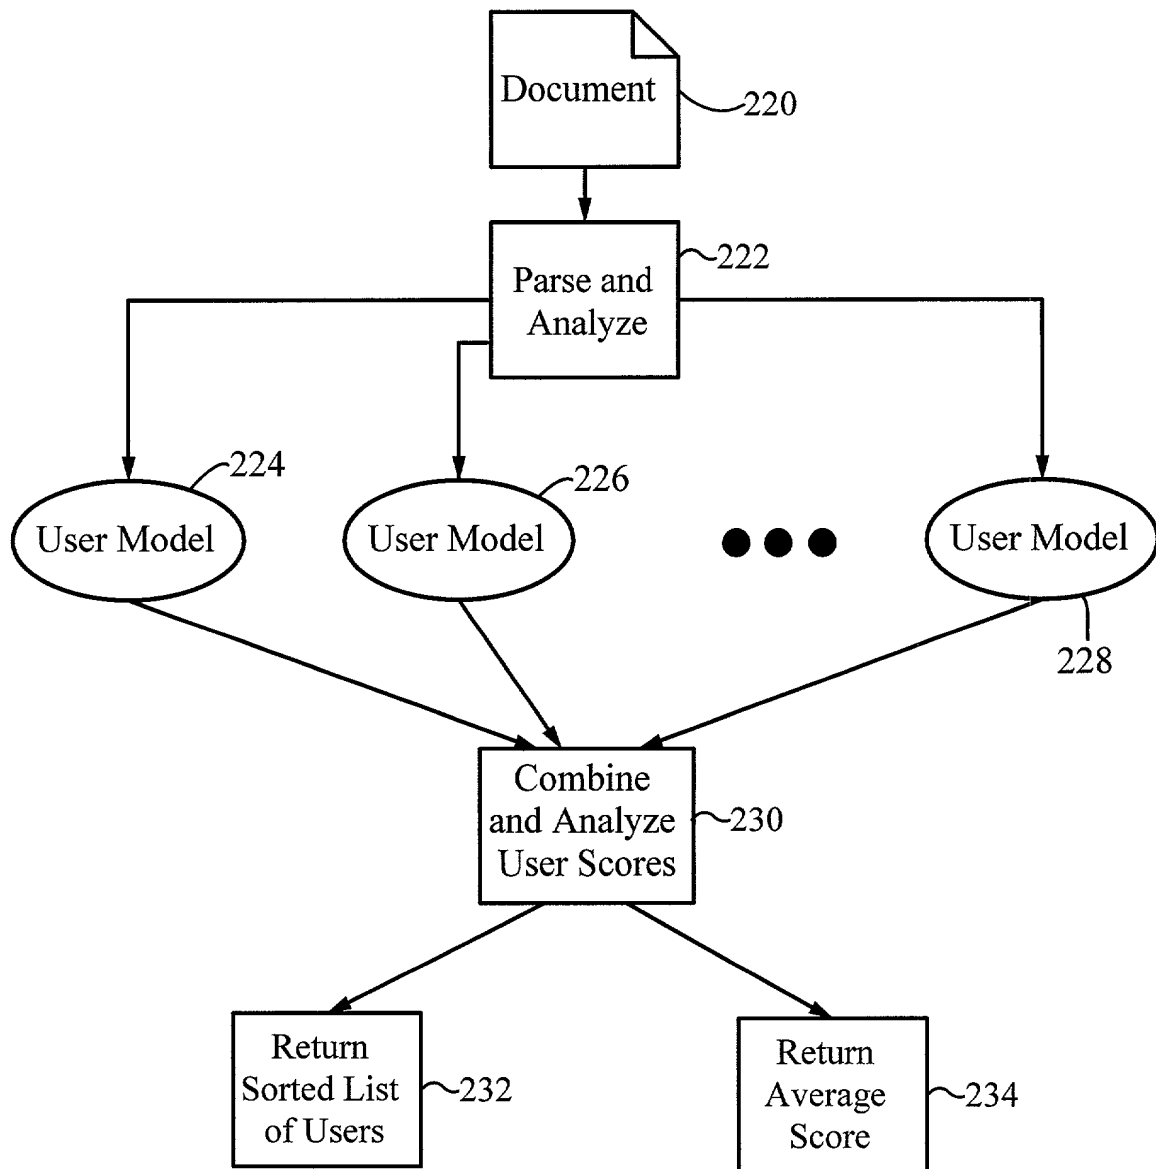 Document
220
Parse and
Analyze
222
224
226
User Model
User Model
User Model
228
Combine
and Analyze
User Scores
230
Return
Sorted List
of Users
232
Return
Average
Score
234